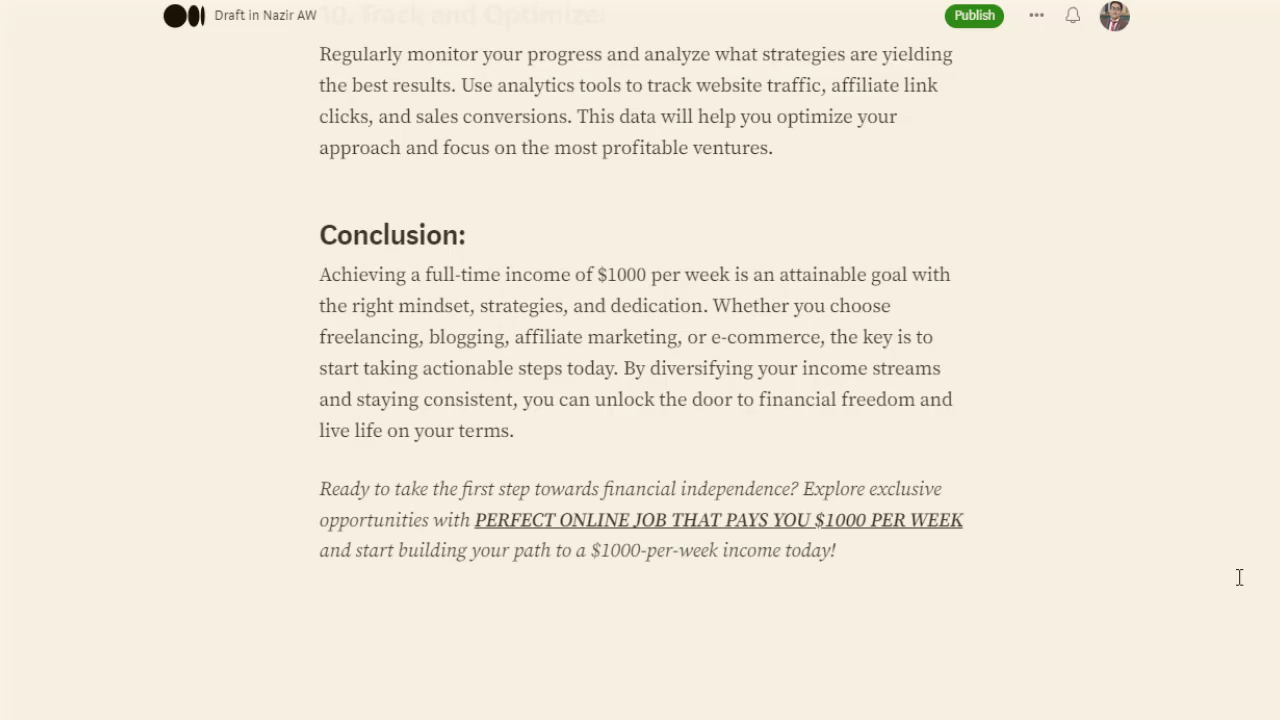 Draft in Nazir AW
Publish
10. Track and Optimize:
Regularly monitor your progress and analyze what strategies are yielding
the best results. Use analytics tools to track website traffic, affiliate link
clicks, and sales conversions. This data will help you optimize your
approach and focus on the most profitable ventures.
Conclusion:
Achieving a full-time income of $1000 per week is an attainable goal with
the right mindset, strategies, and dedication. Whether you choose
freelancing, blogging, affiliate marketing, or e-commerce, the key is to
start taking actionable steps today. By diversifying your income streams
and staying consistent, you can unlock the door to financial freedom and
live life on your terms.
Ready to take the first step towards financial independence? Explore exclusive
opportunities with PERFECT ONLINE JOB THAT PAYS YOU $1000 PER WEEK
and start building your path to a $1000-per-week income today!